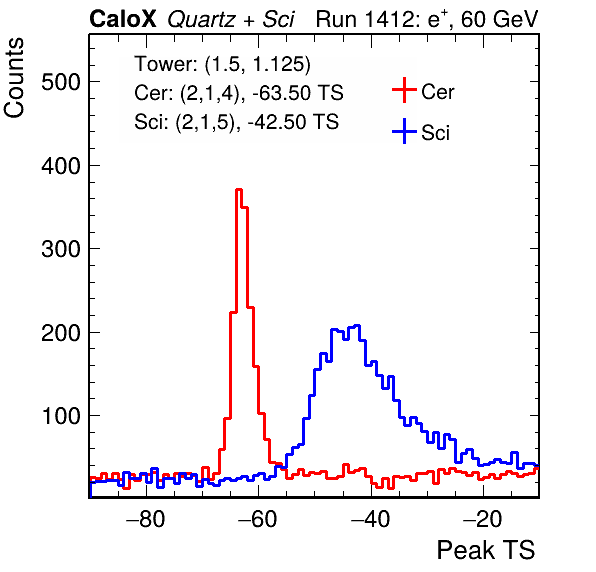 CaloX Quartz + Sci Run 1412: e⁺, 60 GeV
Counts
Tower: (1.5, 1.125)
Cer: (2,1,4), -63.50 TS
Sci: (2,1,5), -42.50 TS
Cer
Sci
500
400
300
200
100
−80 −60 −40 −20
Peak TS